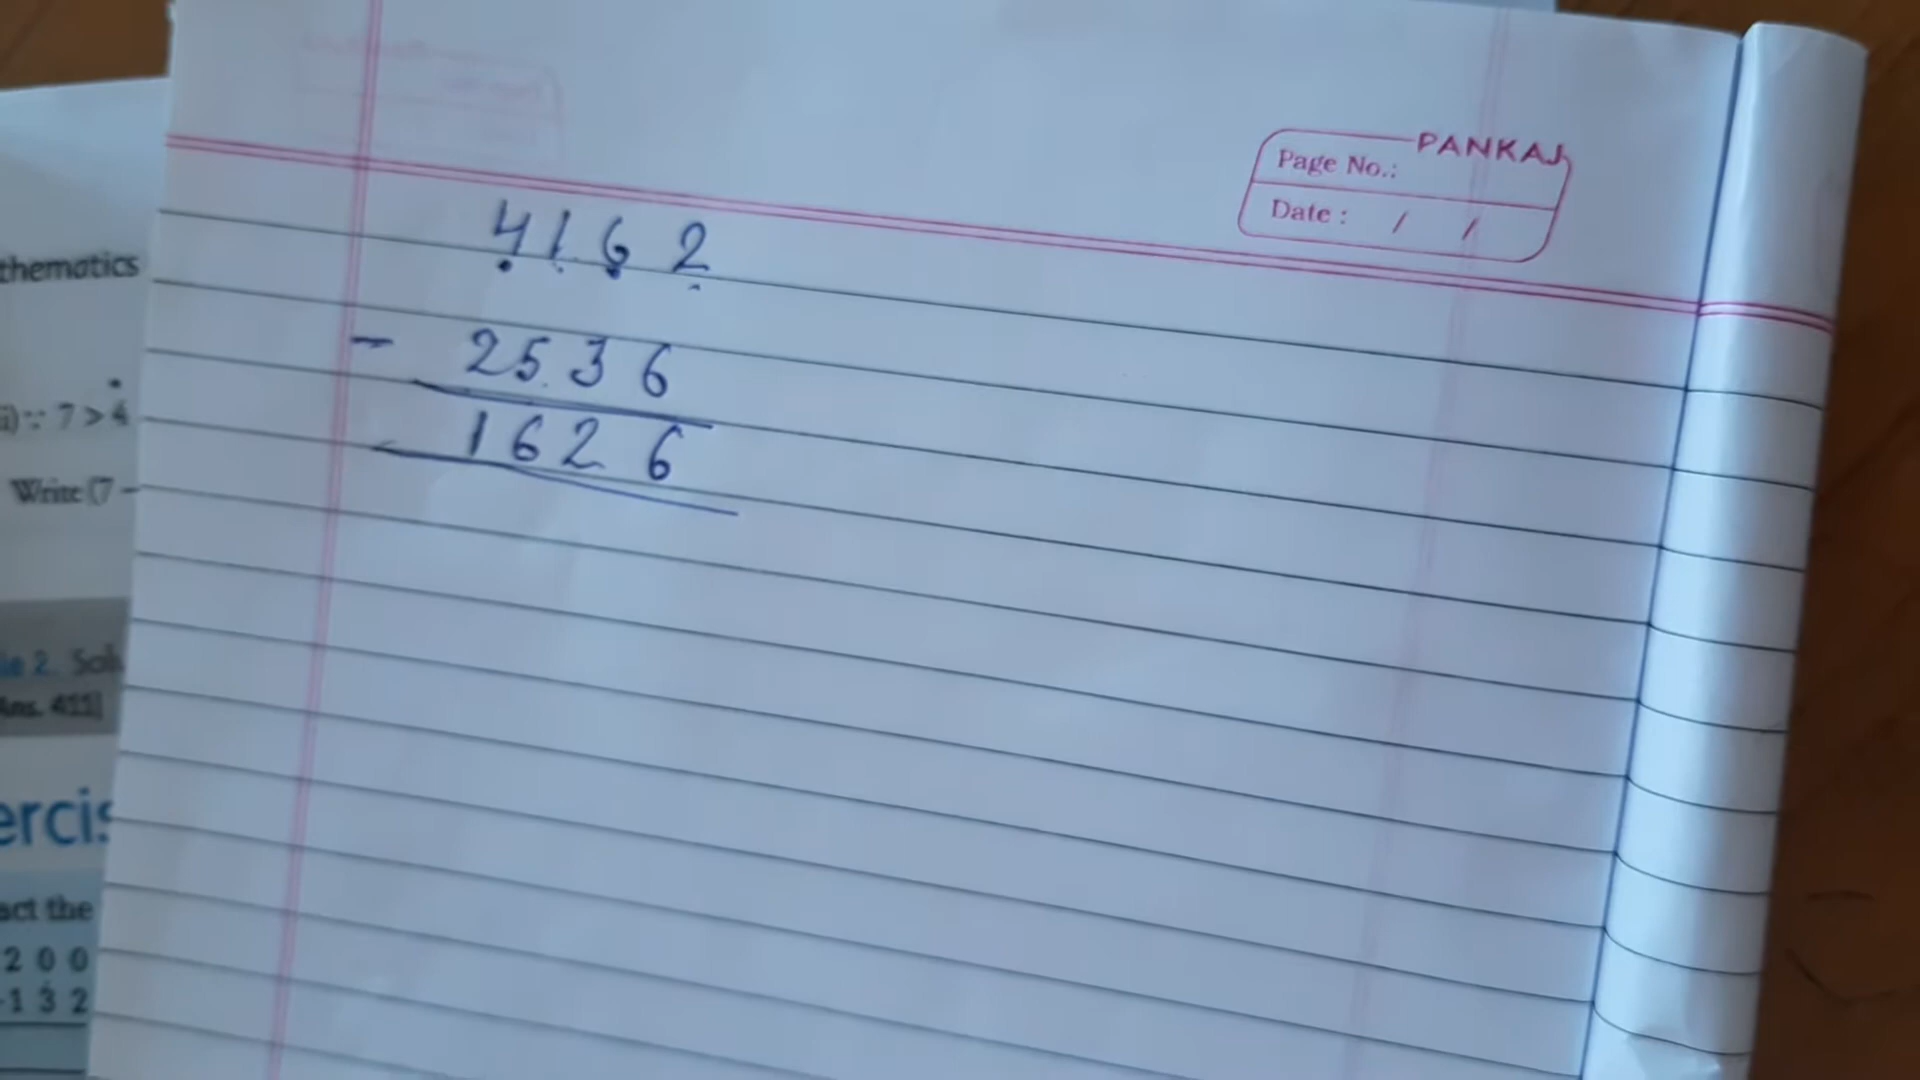 PANKAJ
Page No.:
Date : / /
4162
- 2536
1626
thematics
i) ∵ 7 > 4
Write (7 -
le 2. Sol
Ans. 411]
ercis
act the
2 0 0
-1 3 2